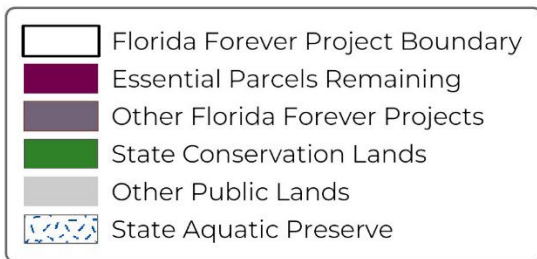 Florida Forever Project Boundary
Essential Parcels Remaining
Other Florida Forever Projects
State Conservation Lands
Other Public Lands
State Aquatic Preserve